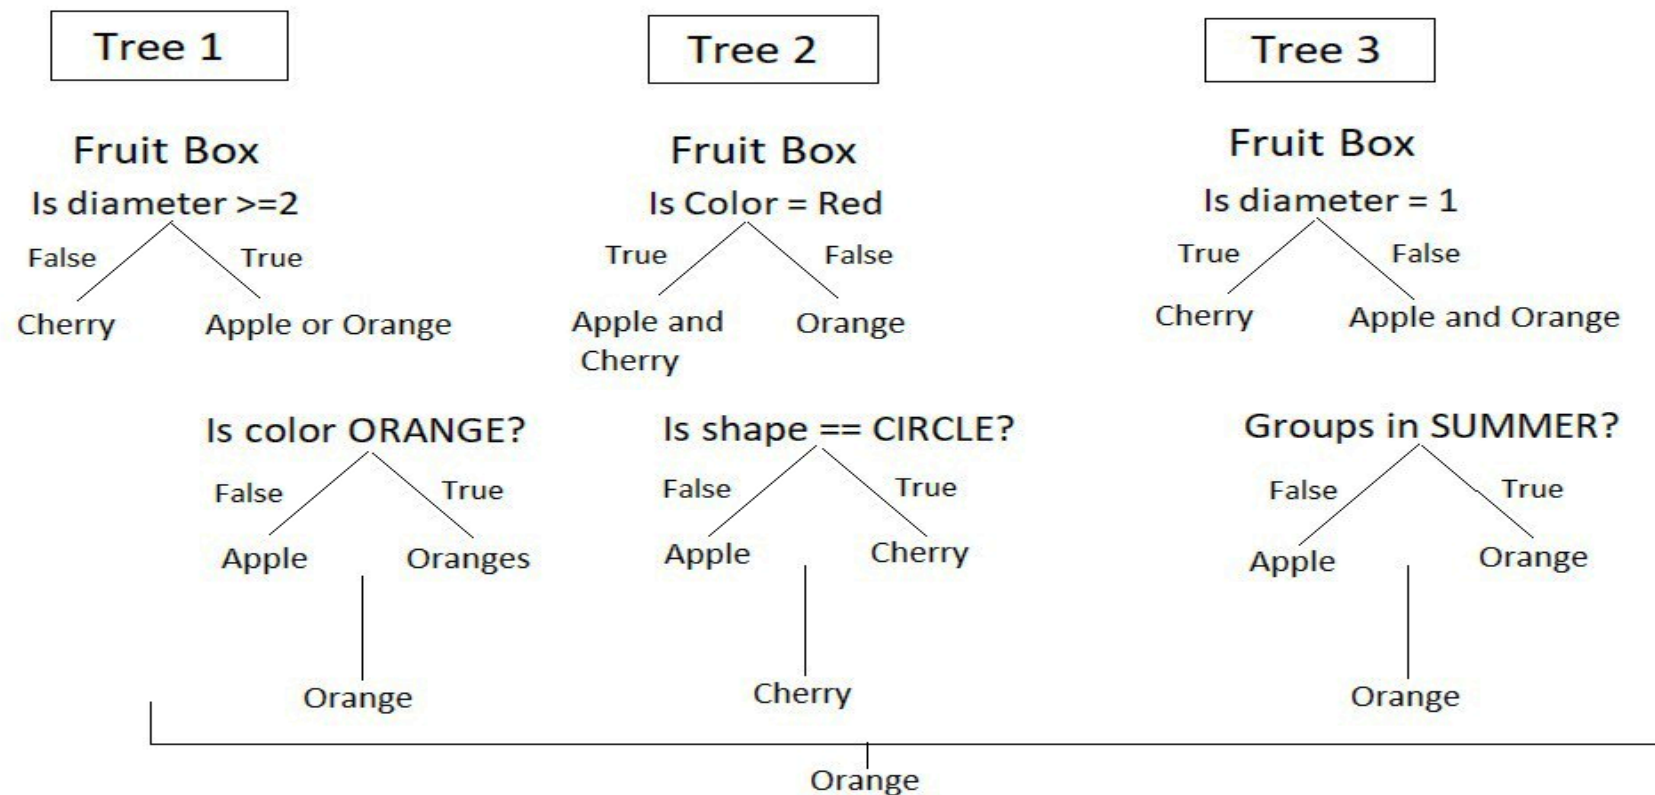 Tree 1
Fruit Box
Is diameter >=2
False True
Cherry Apple or Orange
Is color ORANGE?
False True
Apple Oranges
Orange
Tree 2
Fruit Box
Is Color = Red
True False
Apple and Orange
Cherry
Is shape == CIRCLE?
False True
Apple Cherry
Cherry
Tree 3
Fruit Box
Is diameter = 1
True False
Cherry Apple and Orange
Groups in SUMMER?
False True
Apple Orange
Orange
Orange